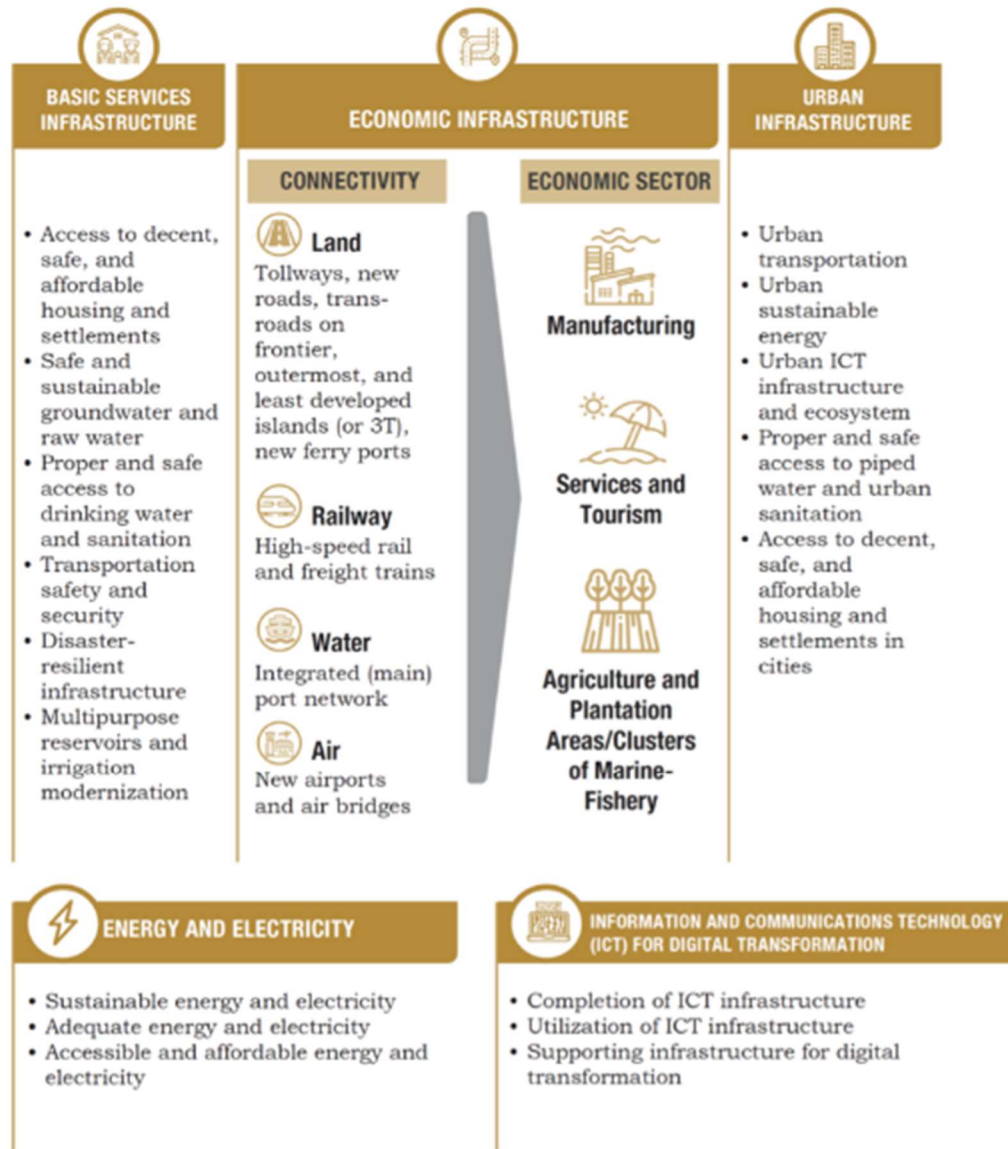 BASIC SERVICES
INFRASTRUCTURE
• Access to decent,
safe, and
affordable
housing and
settlements
• Safe and
sustainable
groundwater and
raw water
• Proper and safe
access to
drinking water
and sanitation
• Transportation
safety and
security
• Disaster-
resilient
infrastructure
• Multipurpose
reservoirs and
irrigation
modernization
ECONOMIC INFRASTRUCTURE
CONNECTIVITY
Land
Tollways, new
roads, trans-
roads on
frontier,
outermost, and
least developed
islands (or 3T),
new ferry ports
Railway
High-speed rail
and freight trains
Water
Integrated (main)
port network
Air
New airports
and air bridges
ECONOMIC SECTOR
Manufacturing
Services and
Tourism
Agriculture and
Plantation
Areas/Clusters
of Marine-
Fishery
URBAN
INFRASTRUCTURE
• Urban
transportation
• Urban
sustainable
energy
• Urban ICT
infrastructure
and ecosystem
• Proper and safe
access to piped
water and urban
sanitation
• Access to decent,
safe, and
affordable
housing and
settlements in
cities
ENERGY AND ELECTRICITY
• Sustainable energy and electricity
• Adequate energy and electricity
• Accessible and affordable energy and
electricity
INFORMATION AND COMMUNICATIONS TECHNOLOGY
(ICT) FOR DIGITAL TRANSFORMATION
• Completion of ICT infrastructure
• Utilization of ICT infrastructure
• Supporting infrastructure for digital
transformation